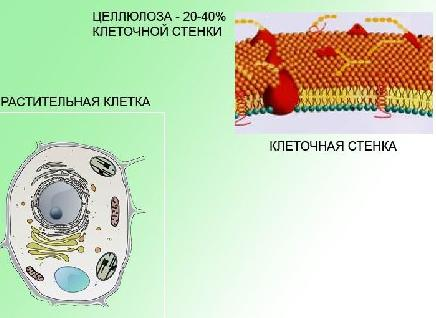 ЦЕЛЛЮЛОЗА - 20-40%
КЛЕТОЧНОЙ СТЕНКИ
РАСТИТЕЛЬНАЯ КЛЕТКА
КЛЕТОЧНАЯ СТЕНКА